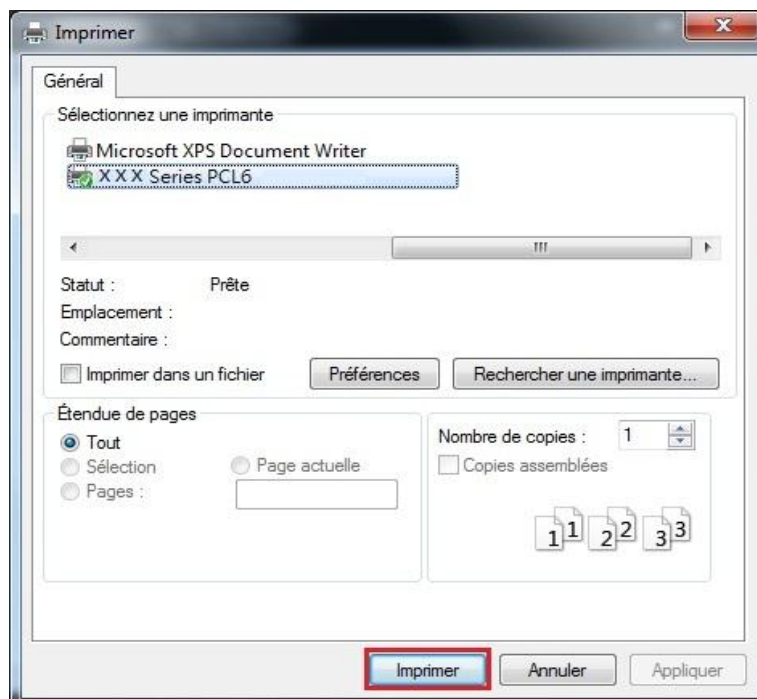 Imprimer
Général
Sélectionnez une imprimante
Microsoft XPS Document Writer
X X X Series PCL6
Statut : Prête
Emplacement :
Commentaire :
Imprimer dans un fichier Préférences Rechercher une imprimante...
Étendue de pages
Tout
Sélection Page actuelle
Pages :
Nombre de copies : 1
Copies assemblées
1 1 2 2 3 3
Imprimer Annuler Appliquer